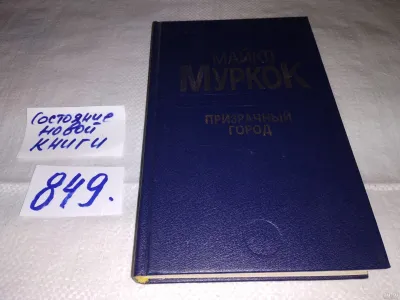 Состояние
новой
книги
849.
МАЙКЛ
МУРКОК
ПРИЗРАЧНЫЙ
ГОРОД